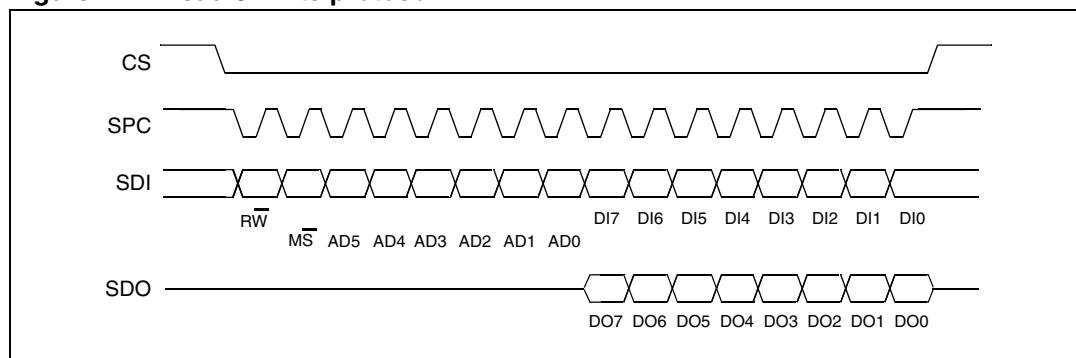 CS
SPC
SDI
RW̅ DI7 DI6 DI5 DI4 DI3 DI2 DI1 DI0
MS̅ AD5 AD4 AD3 AD2 AD1 AD0
SDO
DO7 DO6 DO5 DO4 DO3 DO2 DO1 DO0